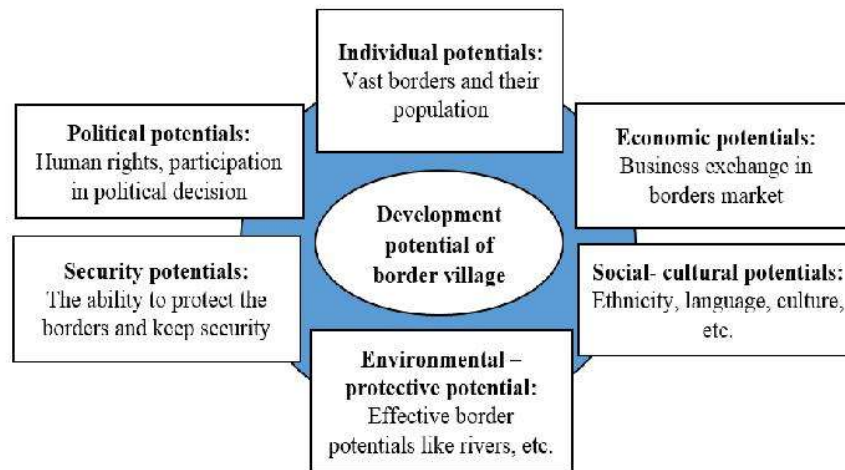 Individual potentials:
Vast borders and their
population
Political potentials:
Human rights, participation
in political decision
Economic potentials:
Business exchange in
borders market
Development
potential of
border village
Security potentials:
The ability to protect the
borders and keep security
Social- cultural potentials:
Ethnicity, language, culture,
etc.
Environmental –
protective potential:
Effective border
potentials like rivers, etc.